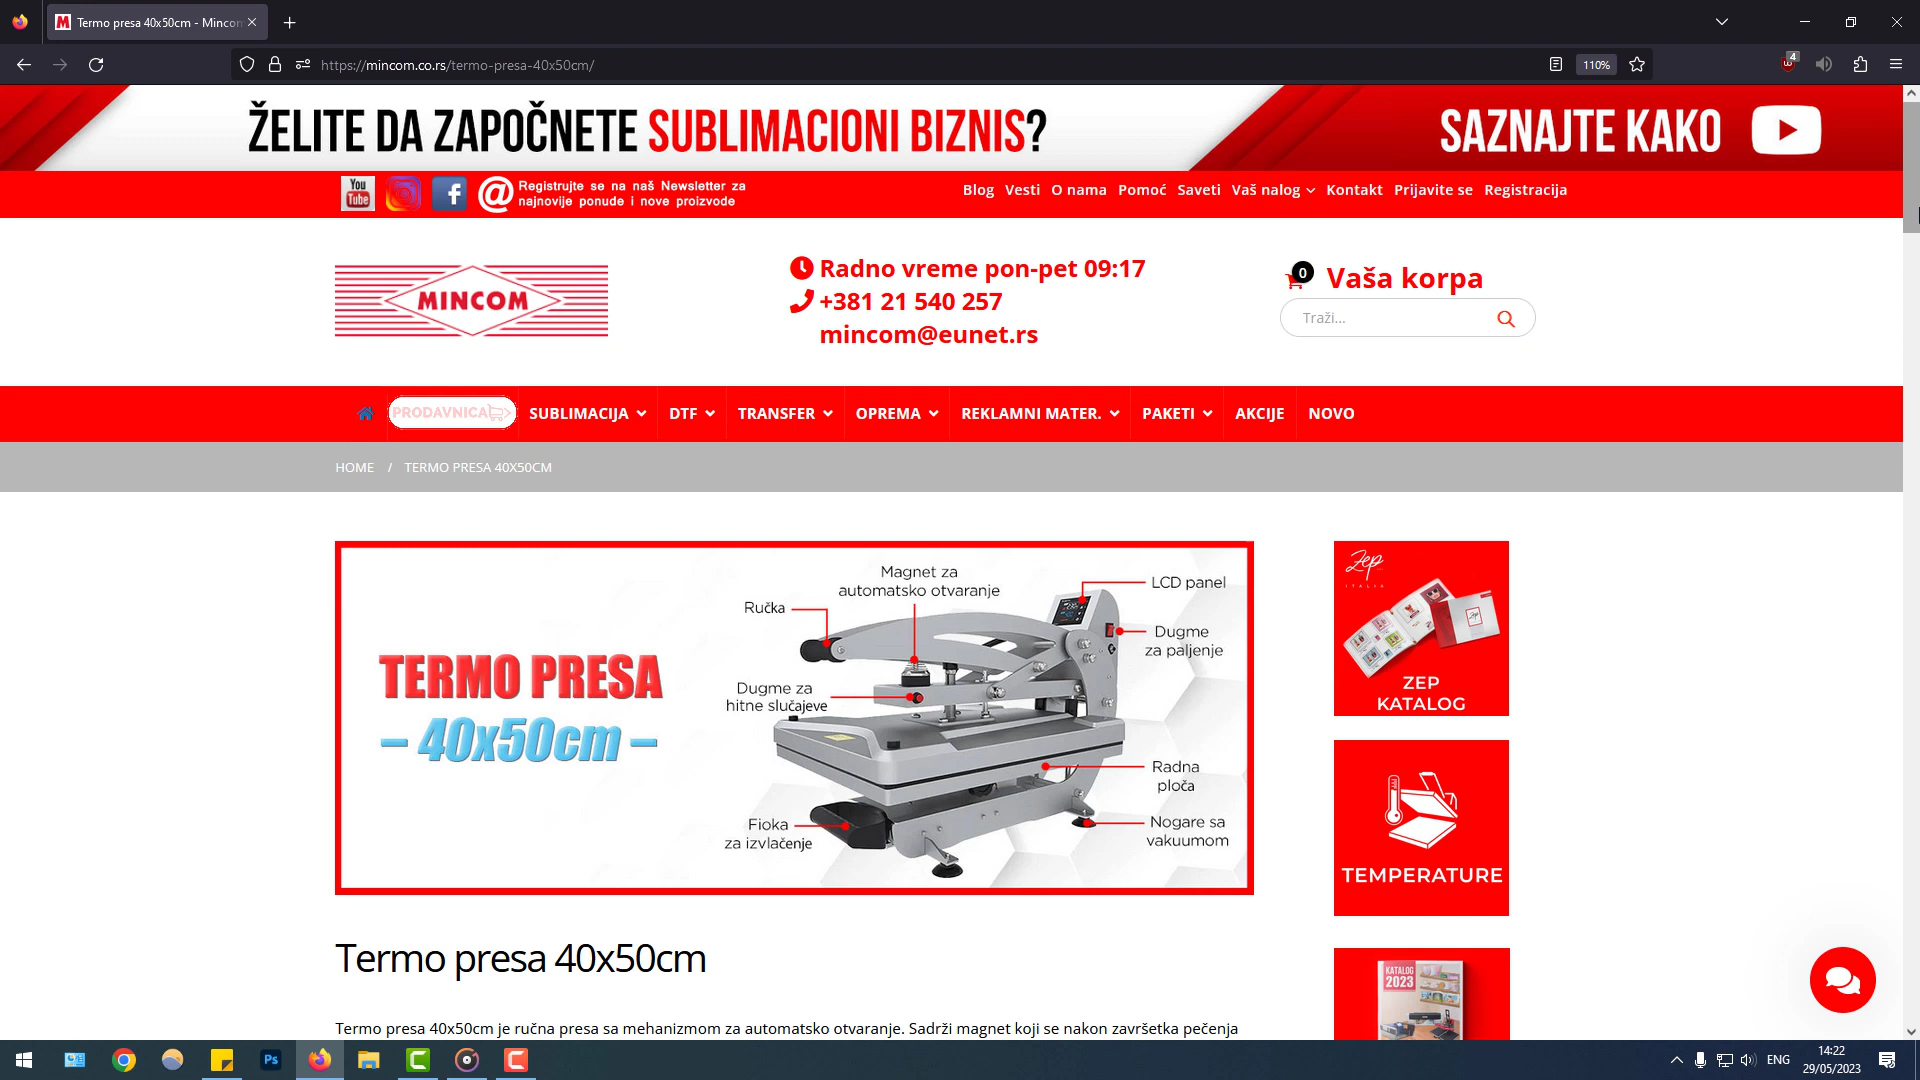 Termo presa 40x50cm - Mincom
https://mincom.co.rs/termo-presa-40x50cm/
110%
4
ŽELITE DA ZAPOČNETE SUBLIMACIONI BIZNIS?
SAZNAJTE KAKO
You
Tube
Registrujte se na naš Newsletter za
najnovije ponude i nove proizvode
Blog Vesti O nama Pomoć Saveti Vaš nalog Kontakt Prijavite se Registracija
MINCOM
Radno vreme pon-pet 09:17
+381 21 540 257
mincom@eunet.rs
0 Vaša korpa
Traži...
PRODAVNICA SUBLIMACIJA DTF TRANSFER OPREMA REKLAMNI MATER. PAKETI AKCIJE NOVO
HOME / TERMO PRESA 40X50CM
TERMO PRESA
– 40x50cm –
Magnet za
automatsko otvaranje
LCD panel
Ručka
Dugme
za paljenje
Dugme za
hitne slučajeve
Radna
ploča
Fioka
za izvlačenje
Nogare sa
vakuumom
Zep
ITALIA
ZEP
KATALOG
TEMPERATURE
KATALOG
2023
Termo presa 40x50cm
Termo presa 40x50cm je ručna presa sa mehanizmom za automatsko otvaranje. Sadrži magnet koji se nakon završetka pečenja
Ps
ENG
14:22
29/05/2023